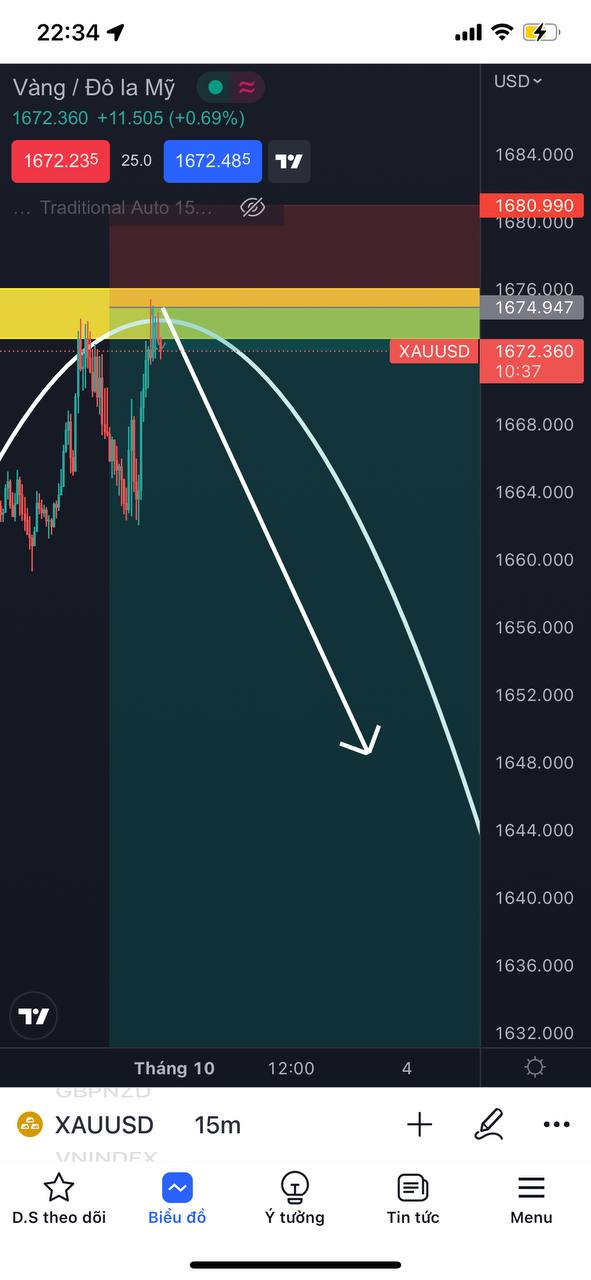 22:34
Vàng / Đô la Mỹ
USD
1672.360 +11.505 (+0.69%)
1684.000
1672.235 25.0 1672.485
... Traditional Auto 15...
1680.990
1680.000
1676.000
1674.947
XAUUSD 1672.360
10:37
1668.000
1664.000
1660.000
1656.000
1652.000
1648.000
1644.000
1640.000
1636.000
1632.000
Tháng 10 12:00 4
GBPNZD
XAUUSD 15m
VNINDEX
D.S theo dõi Biểu đồ Ý tưởng Tin tức Menu